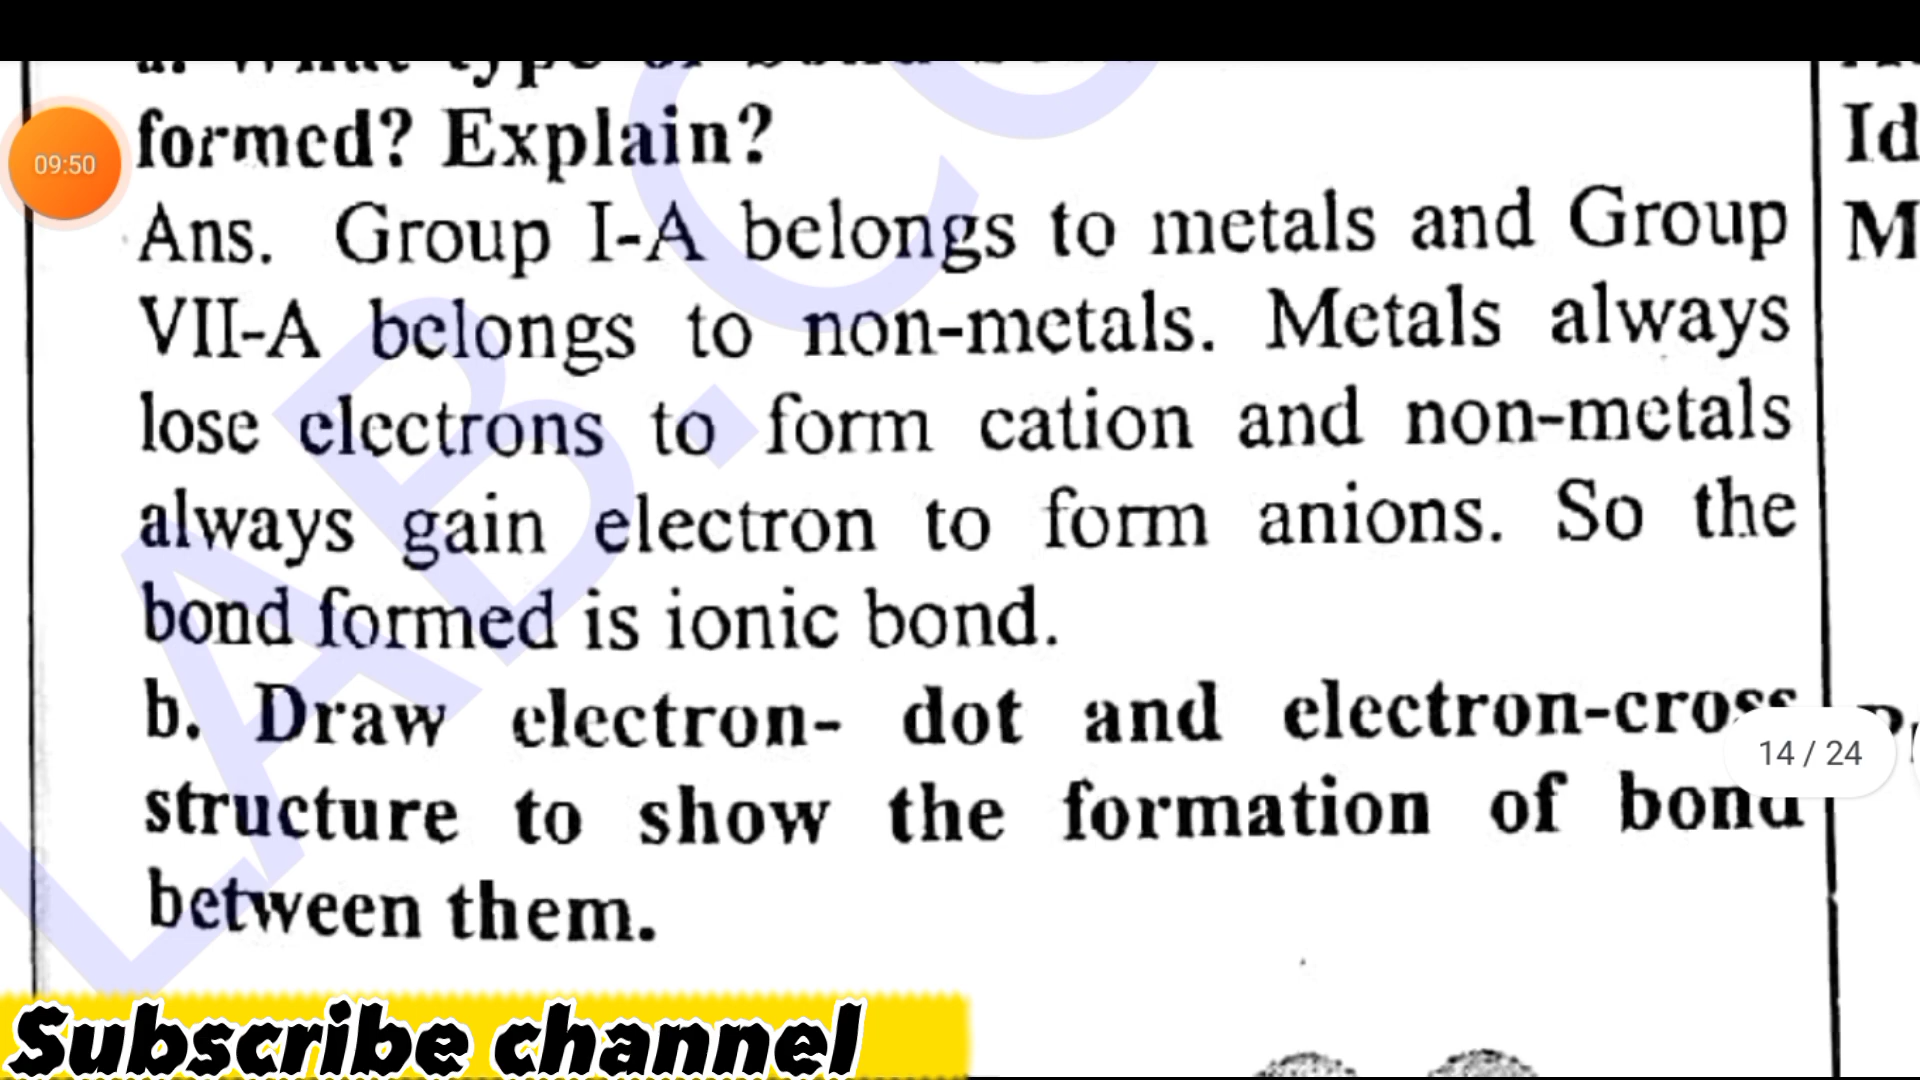 formed? Explain?
09:50
Ans. Group I-A belongs to metals and Group
VII-A belongs to non-metals. Metals always
lose electrons to form cation and non-metals
always gain electron to form anions. So the
bond formed is ionic bond.
b. Draw electron- dot and electron-cross
structure to show the formation of bond
between them.
Id
M
14 / 24
LAB.CO
Subscribe channel